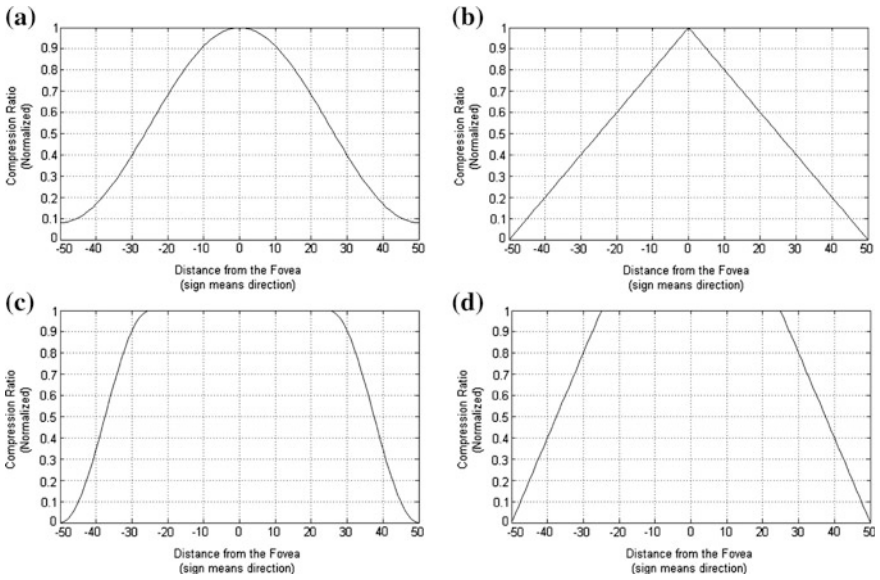 (a)
1
0.9
0.8
0.7
0.6
0.5
0.4
0.3
0.2
0.1
0
Compression Ratio
(Normalized)
-50 -40 -30 -20 -10 0 10 20 30 40 50
Distance from the Fovea
(sign means direction)
(b)
1
0.9
0.8
0.7
0.6
0.5
0.4
0.3
0.2
0.1
0
Compression Ratio
(Normalized)
-50 -40 -30 -20 -10 0 10 20 30 40 50
Distance from the Fovea
(sign means direction)
(c)
1
0.9
0.8
0.7
0.6
0.5
0.4
0.3
0.2
0.1
0
Compression Ratio
(Normalized)
-50 -40 -30 -20 -10 0 10 20 30 40 50
Distance from the Fovea
(sign means direction)
(d)
1
0.9
0.8
0.7
0.6
0.5
0.4
0.3
0.2
0.1
0
Compression Ratio
(Normalized)
-50 -40 -30 -20 -10 0 10 20 30 40 50
Distance from the Fovea
(sign means direction)